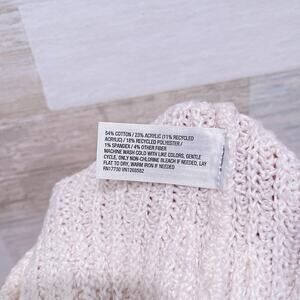 54% COTTON / 23% ACRYLIC (11% RECYCLED
ACRYLIC) / 18% RECYCLED POLYESTER /
1% SPANDEX / 4% OTHER FIBER
MACHINE WASH COLD WITH LIKE COLORS, GENTLE
CYCLE, ONLY NON-CHLORINE BLEACH IF NEEDED, LAY
FLAT TO DRY, WARM IRON IF NEEDED
RN17730 VN1268582